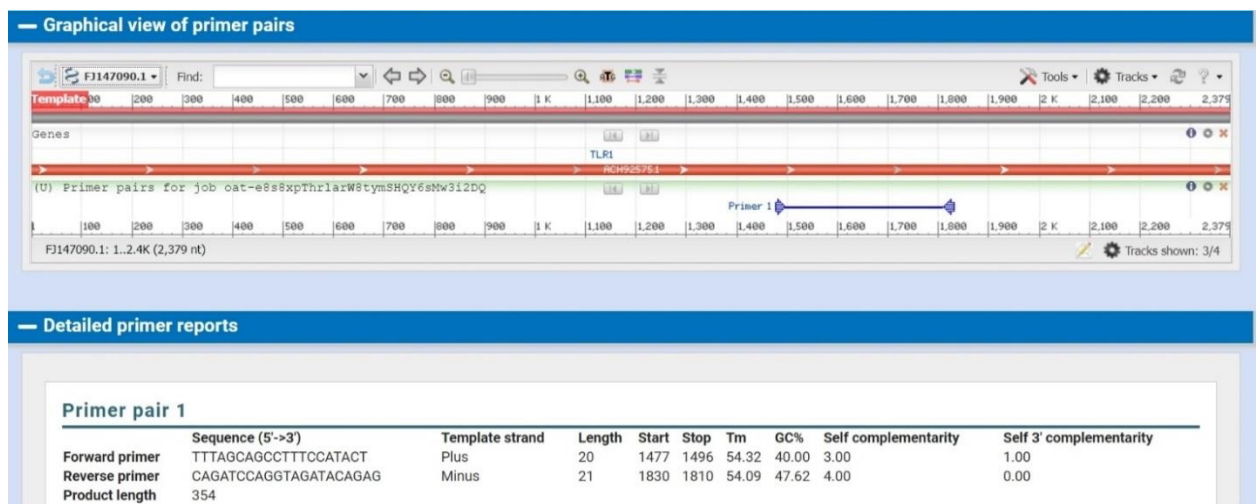 Graphical view of primer pairs
FJ147090.1 Find: Tools Tracks ?
Template 200 300 400 500 600 700 800 900 1 K 1,100 1,200 1,300 1,400 1,500 1,600 1,700 1,800 1,900 2 K 2,100 2,200 2,379
Genes
TLR1
ACH92575.1
(U) Primer pairs for job
Primer 1
1 100 200 300 400 500 600 700 800 900 1 K 1,100 1,200 1,300 1,400 1,500 1,600 1,700 1,800 1,900 2 K 2,100 2,200 2,379
FJ147090.1: 1..2.4K (2,379 nt) Tracks shown: 3/4
Detailed primer reports
Primer pair 1
Sequence (5'->3') Template strand Length Start Stop Tm GC% Self complementarity Self 3' complementarity
Forward primer TTTAGCAGCCTTTCCATACT Plus 20 1477 1496 54.32 40.00 3.00 1.00
Reverse primer CAGATCCAGGTAGATACAGAG Minus 21 1830 1810 54.09 47.62 4.00 0.00
Product length 354